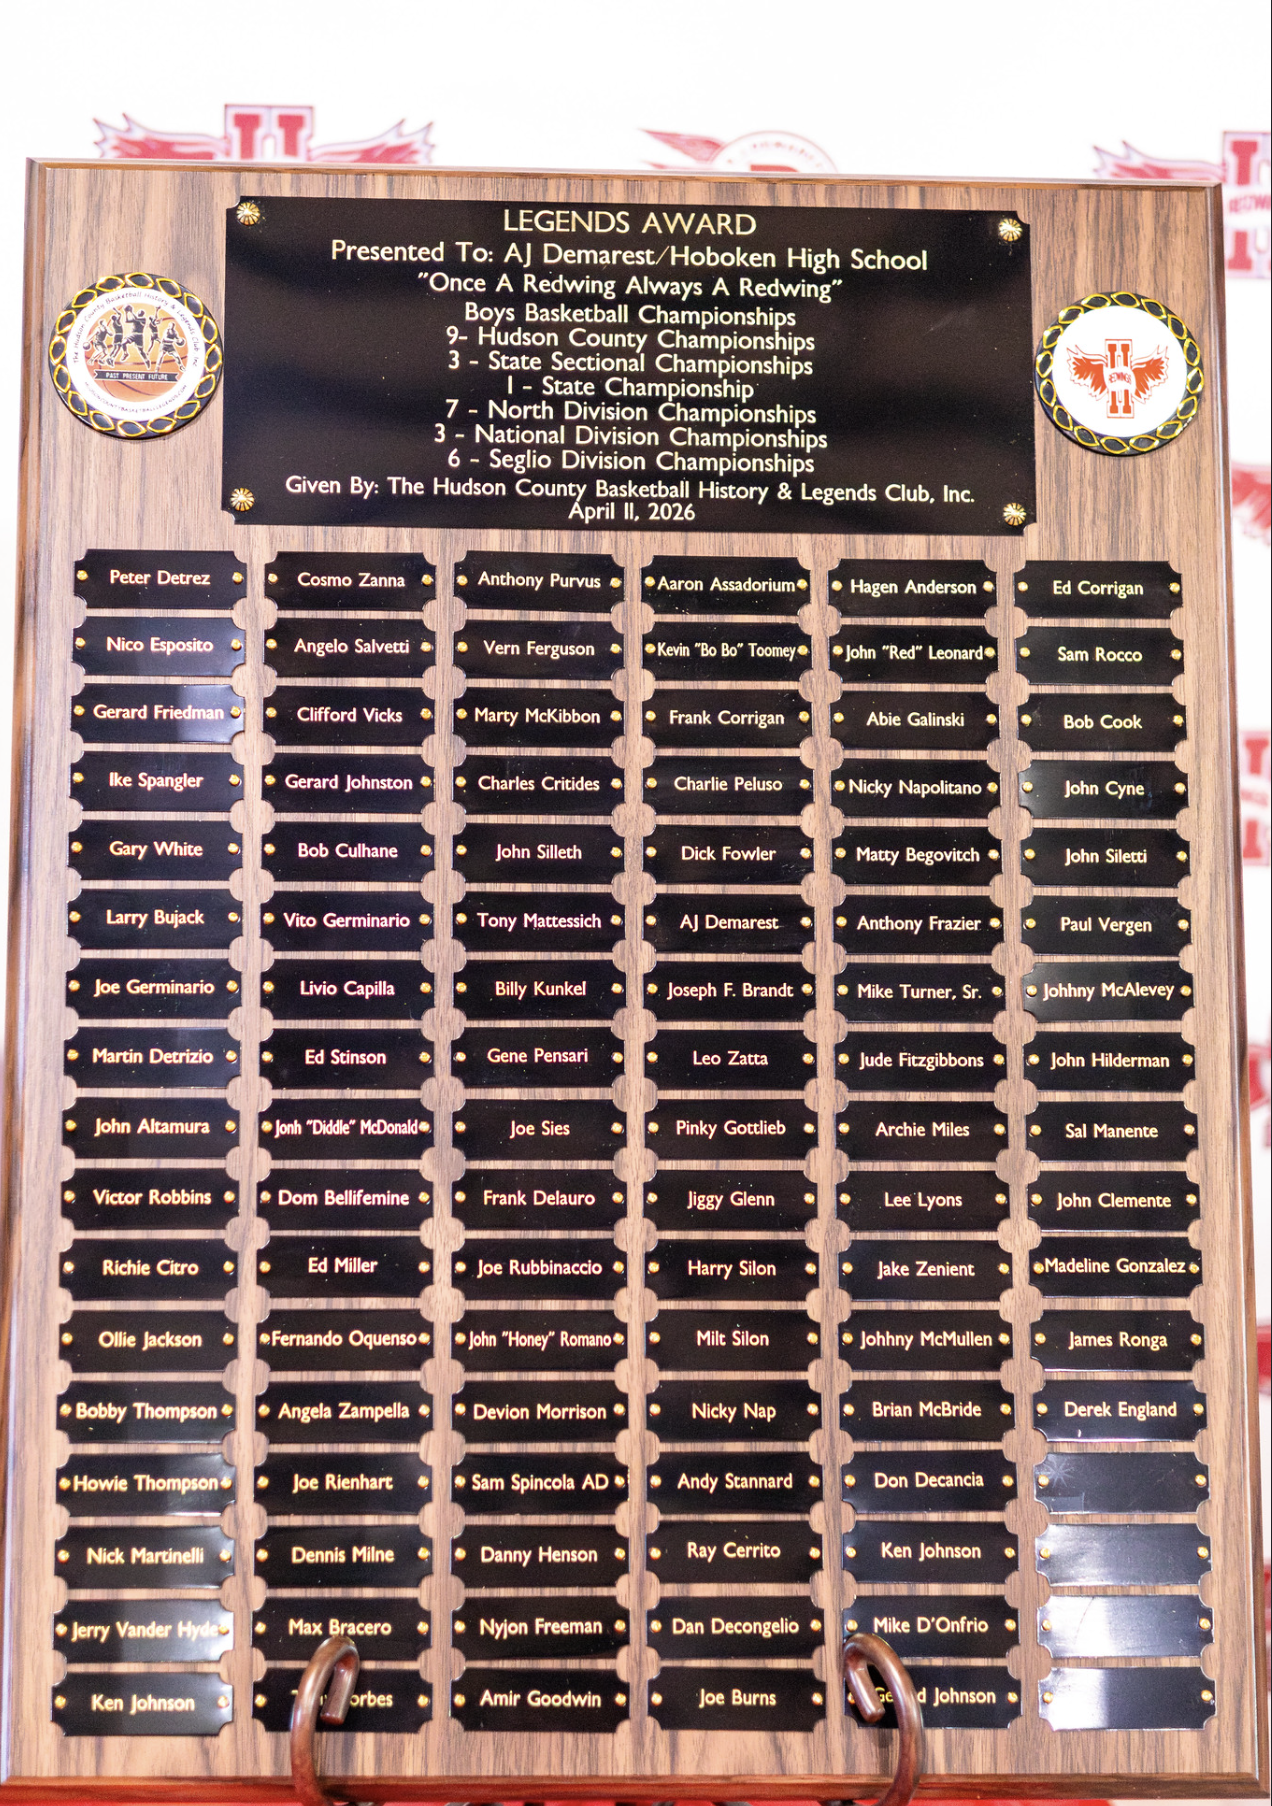 LEGENDS AWARD
Presented To: AJ Demarest/Hoboken High School
"Once A Redwing Always A Redwing"
Boys Basketball Championships
9- Hudson County Championships
3 - State Sectional Championships
1 - State Championship
7 - North Division Championships
3 - National Division Championships
6 - Seglio Division Championships
Given By: The Hudson County Basketball History & Legends Club, Inc.
April 11, 2026
The Hudson County Basketball History & Legends Club, Inc.
PAST PRESENT FUTURE
REDWINGS
Peter Detrez
Cosmo Zanna
Anthony Purvus
Aaron Assadorium
Hagen Anderson
Ed Corrigan
Nico Esposito
Angelo Salvetti
Vern Ferguson
Kevin "Bo Bo" Toomey
John "Red" Leonard
Sam Rocco
Gerard Friedman
Clifford Vicks
Marty McKibbon
Frank Corrigan
Abie Galinski
Bob Cook
Ike Spangler
Gerard Johnston
Charles Critides
Charlie Peluso
Nicky Napolitano
John Cyne
Gary White
Bob Culhane
John Silleth
Dick Fowler
Matty Begovitch
John Siletti
Larry Bujack
Vito Germinario
Tony Mattessich
AJ Demarest
Anthony Frazier
Paul Vergen
Joe Germinario
Livio Capilla
Billy Kunkel
Joseph F. Brandt
Mike Turner, Sr.
Johhny McAlevey
Martin Detrizio
Ed Stinson
Gene Pensari
Leo Zatta
Jude Fitzgibbons
John Hilderman
John Altamura
Jonh "Diddle" McDonald
Joe Sies
Pinky Gottlieb
Archie Miles
Sal Manente
Victor Robbins
Dom Bellifemine
Frank Delauro
Jiggy Glenn
Lee Lyons
John Clemente
Richie Citro
Ed Miller
Joe Rubbinaccio
Harry Silon
Jake Zenient
Madeline Gonzalez
Ollie Jackson
Fernando Oquenso
John "Honey" Romano
Milt Silon
Johhny McMullen
James Ronga
Bobby Thompson
Angela Zampella
Devion Morrison
Nicky Nap
Brian McBride
Derek England
Howie Thompson
Joe Rienhart
Sam Spincola AD
Andy Stannard
Don Decancia
Nick Martinelli
Dennis Milne
Danny Henson
Ray Cerrito
Ken Johnson
Jerry Vander Hyde
Max Bracero
Nyjon Freeman
Dan Decongelio
Mike D'Onfrio
Ken Johnson
Amir Goodwin
Joe Burns
Johnson